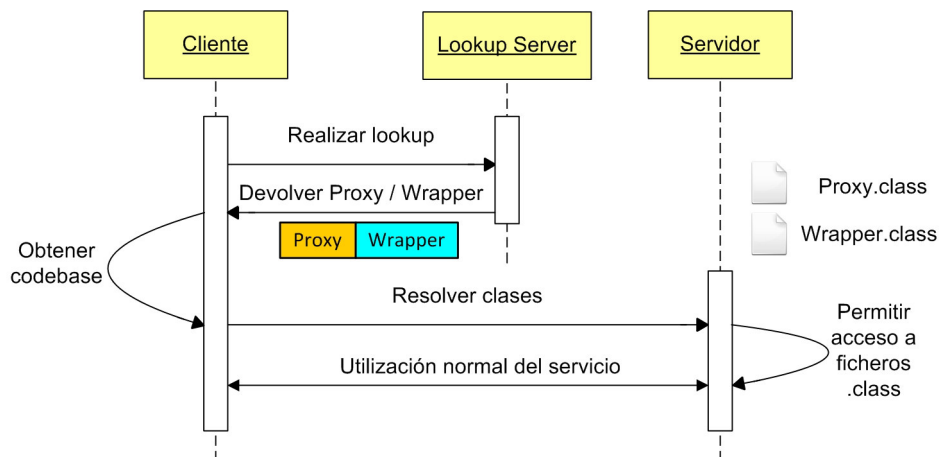 Cliente
Lookup Server
Servidor
Realizar lookup
Devolver Proxy / Wrapper
Proxy
Wrapper
Proxy.class
Wrapper.class
Obtener
codebase
Resolver clases
Permitir
acceso a
ficheros
.class
Utilización normal del servicio